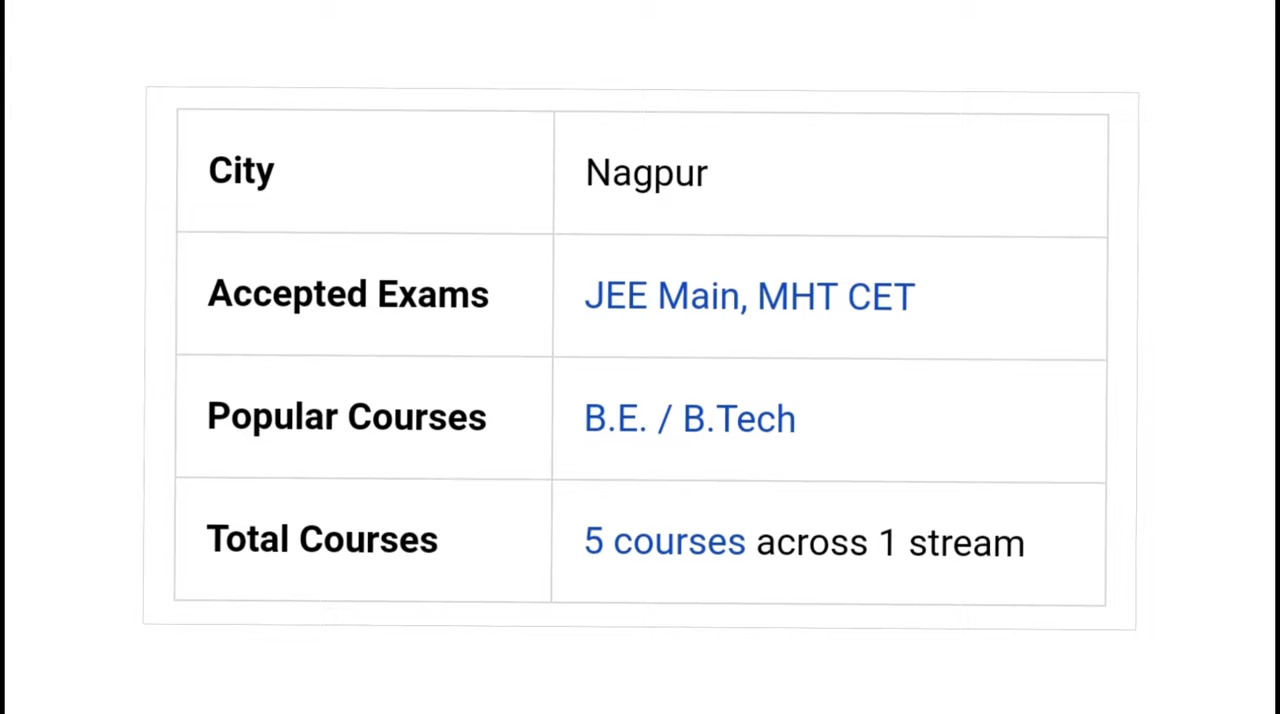 City Nagpur
Accepted Exams JEE Main, MHT CET
Popular Courses B.E. / B.Tech
Total Courses 5 courses across 1 stream